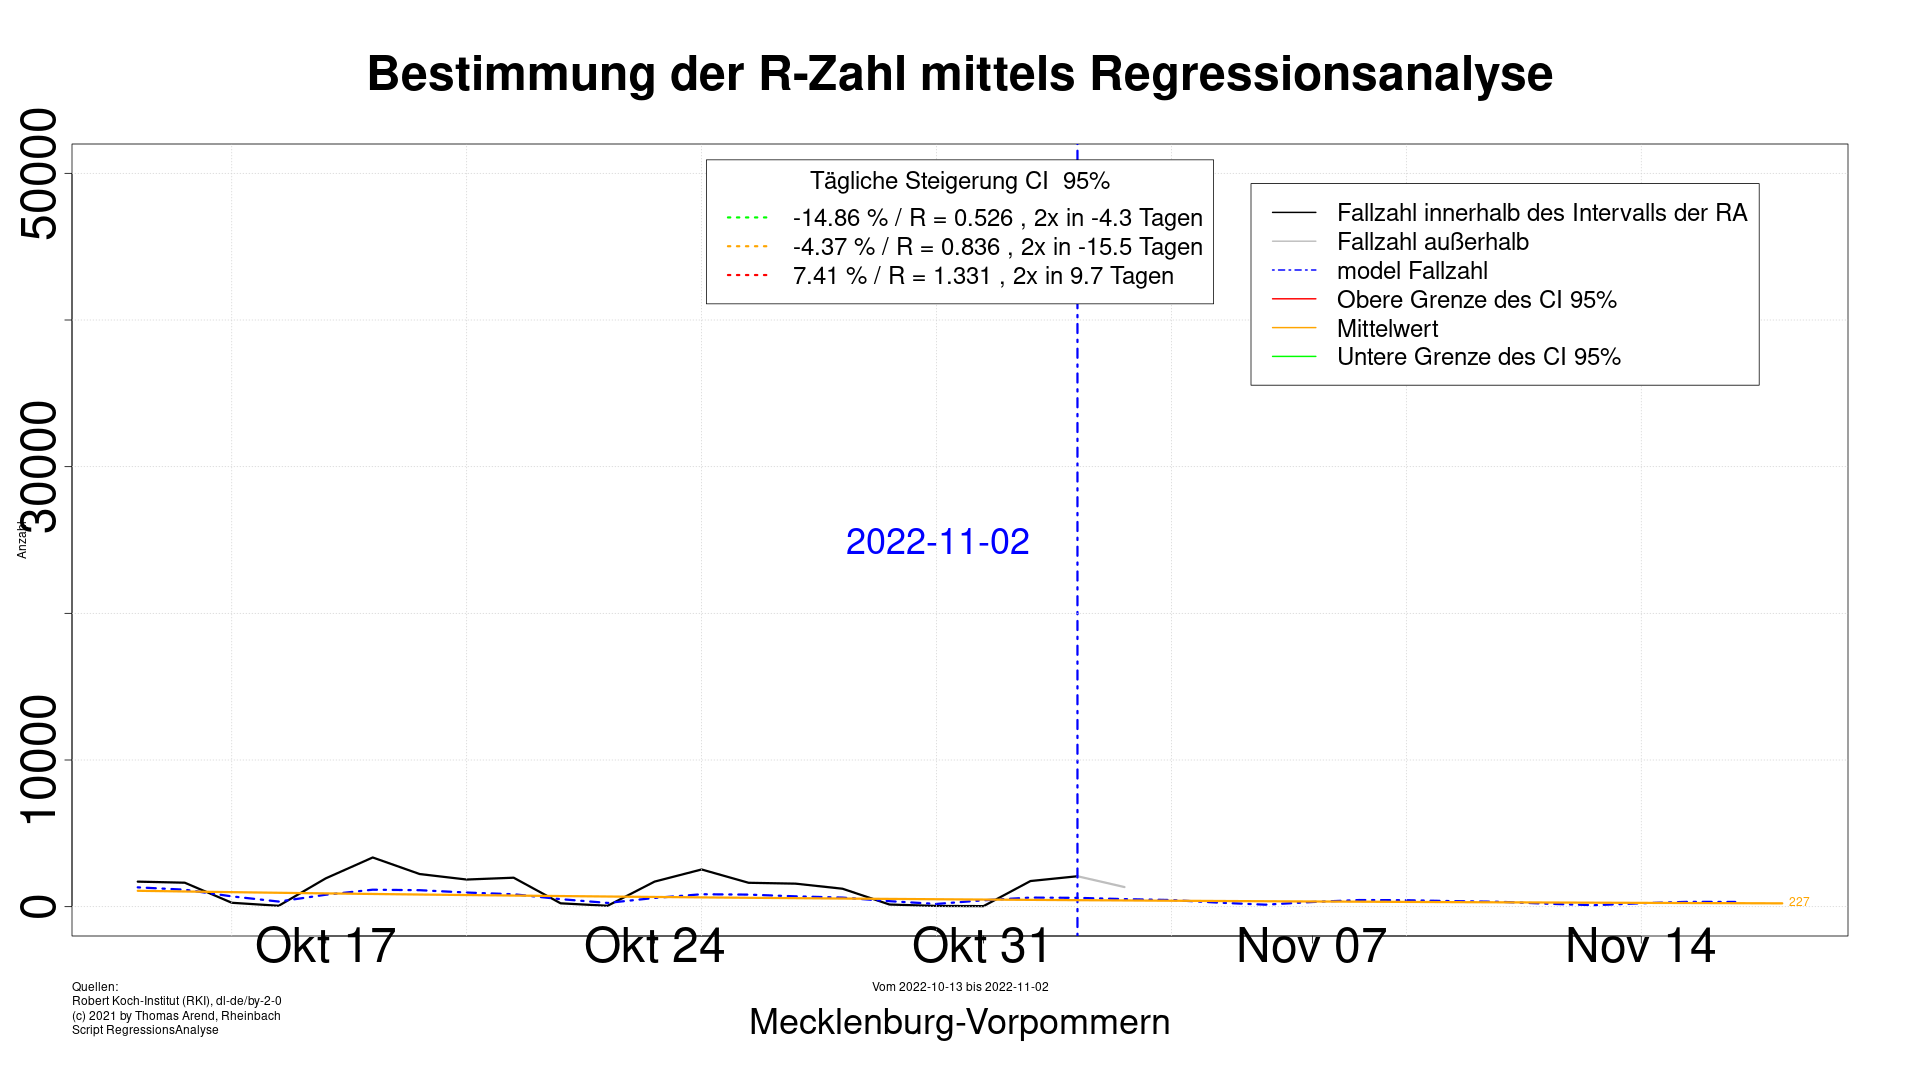 Bestimmung der R-Zahl mittels Regressionsanalyse
Tägliche Steigerung CI  95%
-14.86 % / R = 0.526 , 2x in -4.3 Tagen
-4.37 % / R = 0.836 , 2x in -15.5 Tagen
7.41 % / R = 1.331 , 2x in 9.7 Tagen
Fallzahl innerhalb des Intervalls der RA
Fallzahl außerhalb
model Fallzahl
Obere Grenze des CI 95%
Mittelwert
Untere Grenze des CI 95%
50000
30000
10000
0
Anzahl
2022-11-02
227
Okt 17
Okt 24
Okt 31
Nov 07
Nov 14
Quellen:
Robert Koch-Institut (RKI), dl-de/by-2-0
(c) 2021 by Thomas Arend, Rheinbach
Script RegressionsAnalyse
Vom 2022-10-13 bis 2022-11-02
Mecklenburg-Vorpommern